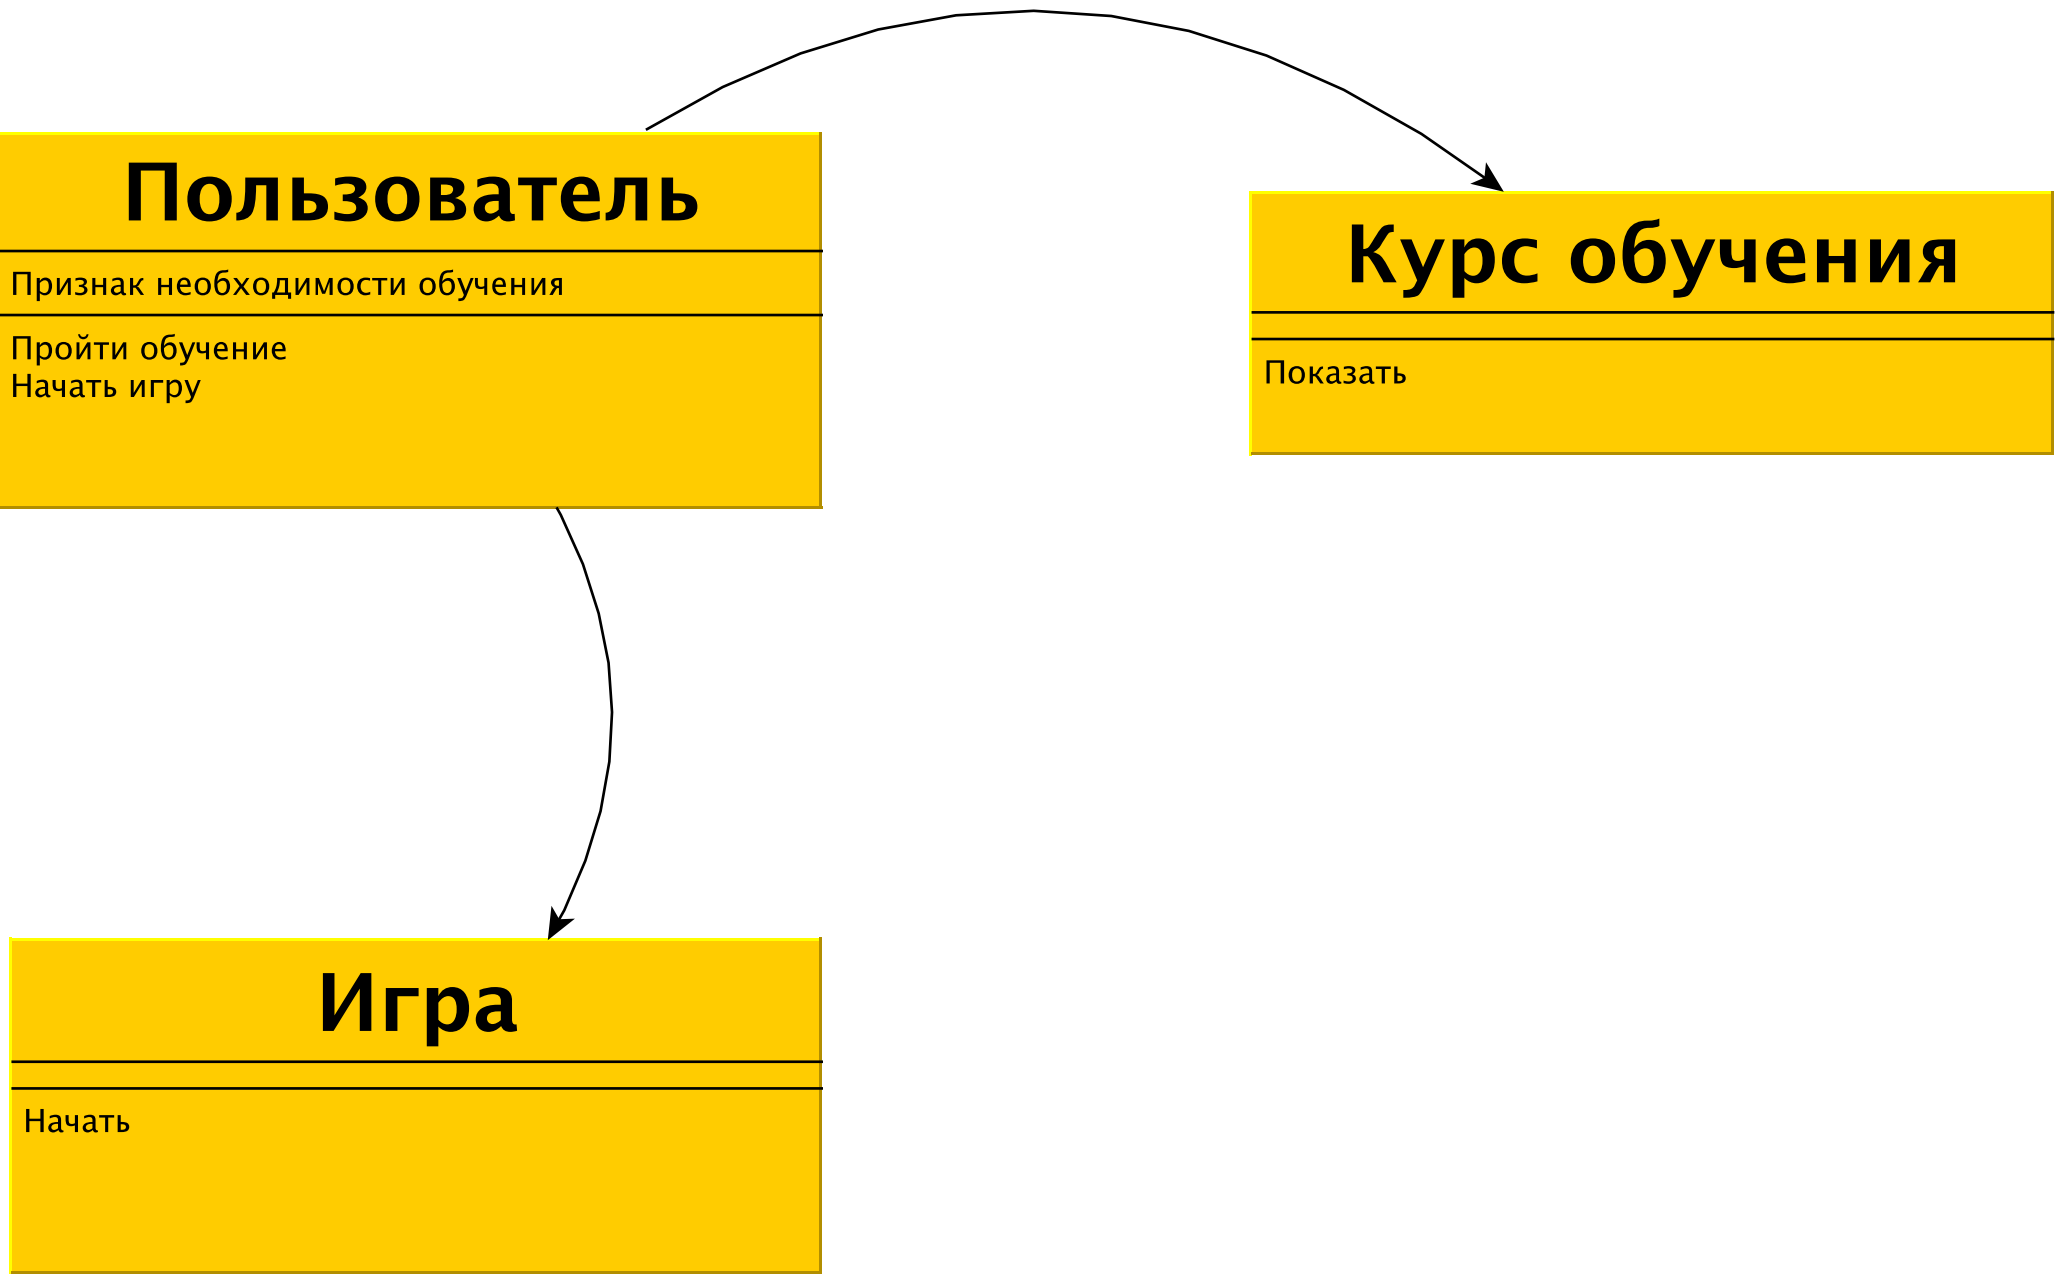 Пользователь
Признак необходимости обучения
Пройти обучение
Начать игру
Курс обучения
Показать
Игра
Начать